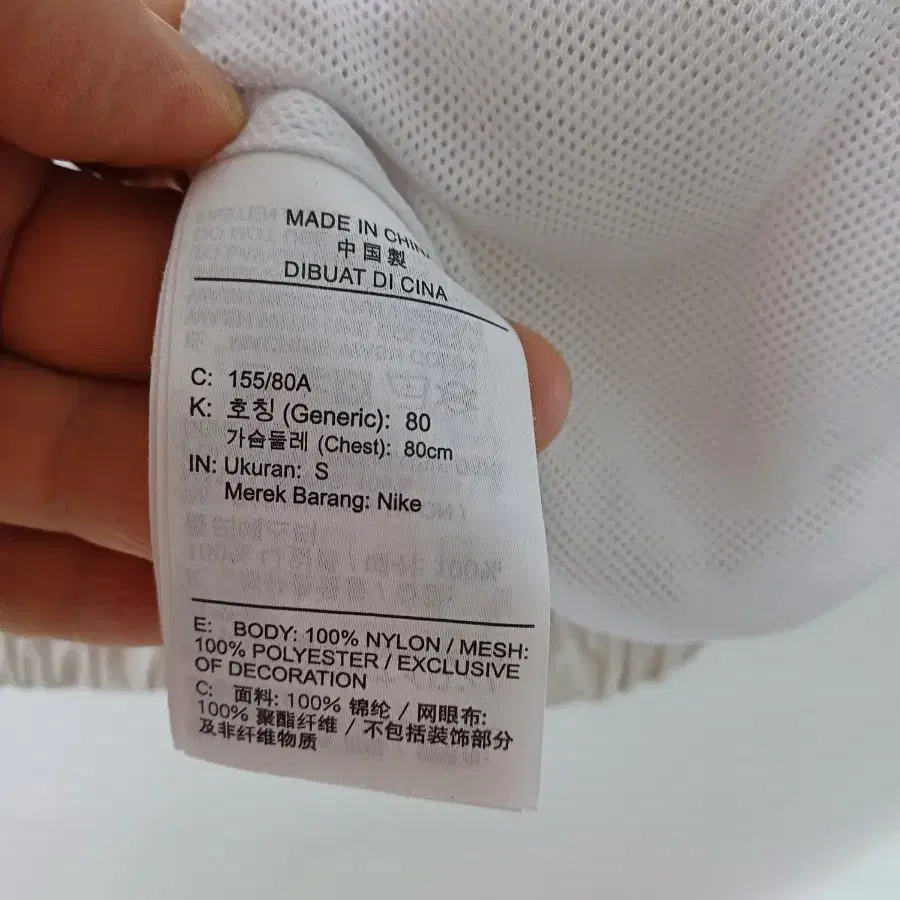 MADE IN CHIN
中国製
DIBUAT DI CINA
C: 155/80A
K: 호칭 (Generic): 80
가슴둘레 (Chest): 80cm
IN: Ukuran: S
Merek Barang: Nike
E: BODY: 100% NYLON / MESH:
100% POLYESTER / EXCLUSIVE
OF DECORATION
C: 面料: 100% 锦纶 / 网眼布:
100% 聚酯纤维 / 不包括装饰部分
及非纤维物质